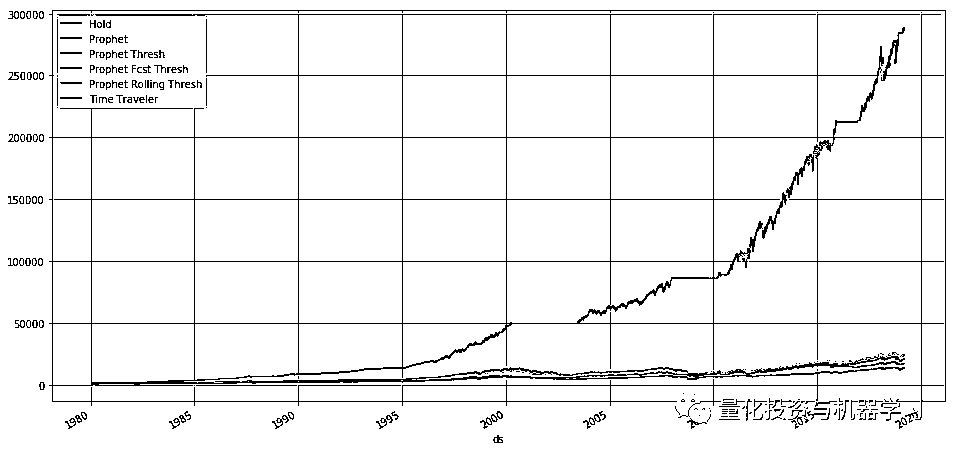 300000
250000
200000
150000
100000
50000
0
Hold
Prophet
Prophet Thresh
Prophet Fcst Thresh
Prophet Rolling Thresh
Time Traveler
1980
1985
1990
1995
2000
2005
ds
量化投资与机器学